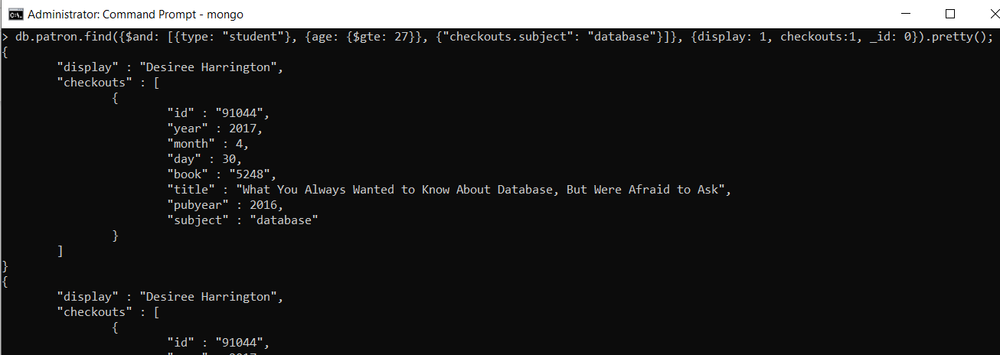 Administrator: Command Prompt - mongo
> db.patron.find({$and: [{type: "student"}, {age: {$gte: 27}}, {"checkouts.subject": "database"}]}, {display: 1, checkouts:1, _id: 0}).pretty();
{
        "display" : "Desiree Harrington",
        "checkouts" : [
                {
                        "id" : "91044",
                        "year" : 2017,
                        "month" : 4,
                        "day" : 30,
                        "book" : "5248",
                        "title" : "What You Always Wanted to Know About Database, But Were Afraid to Ask",
                        "pubyear" : 2016,
                        "subject" : "database"
                }
        ]
}
{
        "display" : "Desiree Harrington",
        "checkouts" : [
                {
                        "id" : "91044",